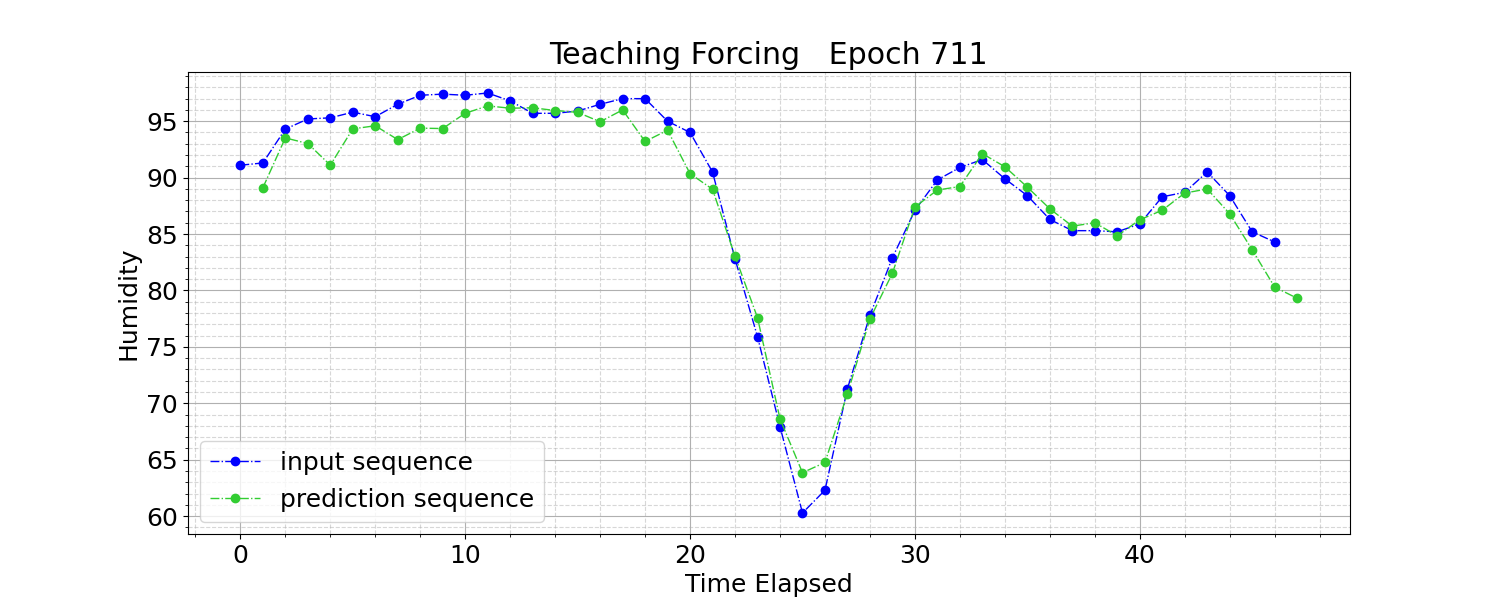 Teaching Forcing   Epoch 711
Humidity
95
90
85
80
75
70
65
60
input sequence
prediction sequence
0 10 20 30 40
Time Elapsed